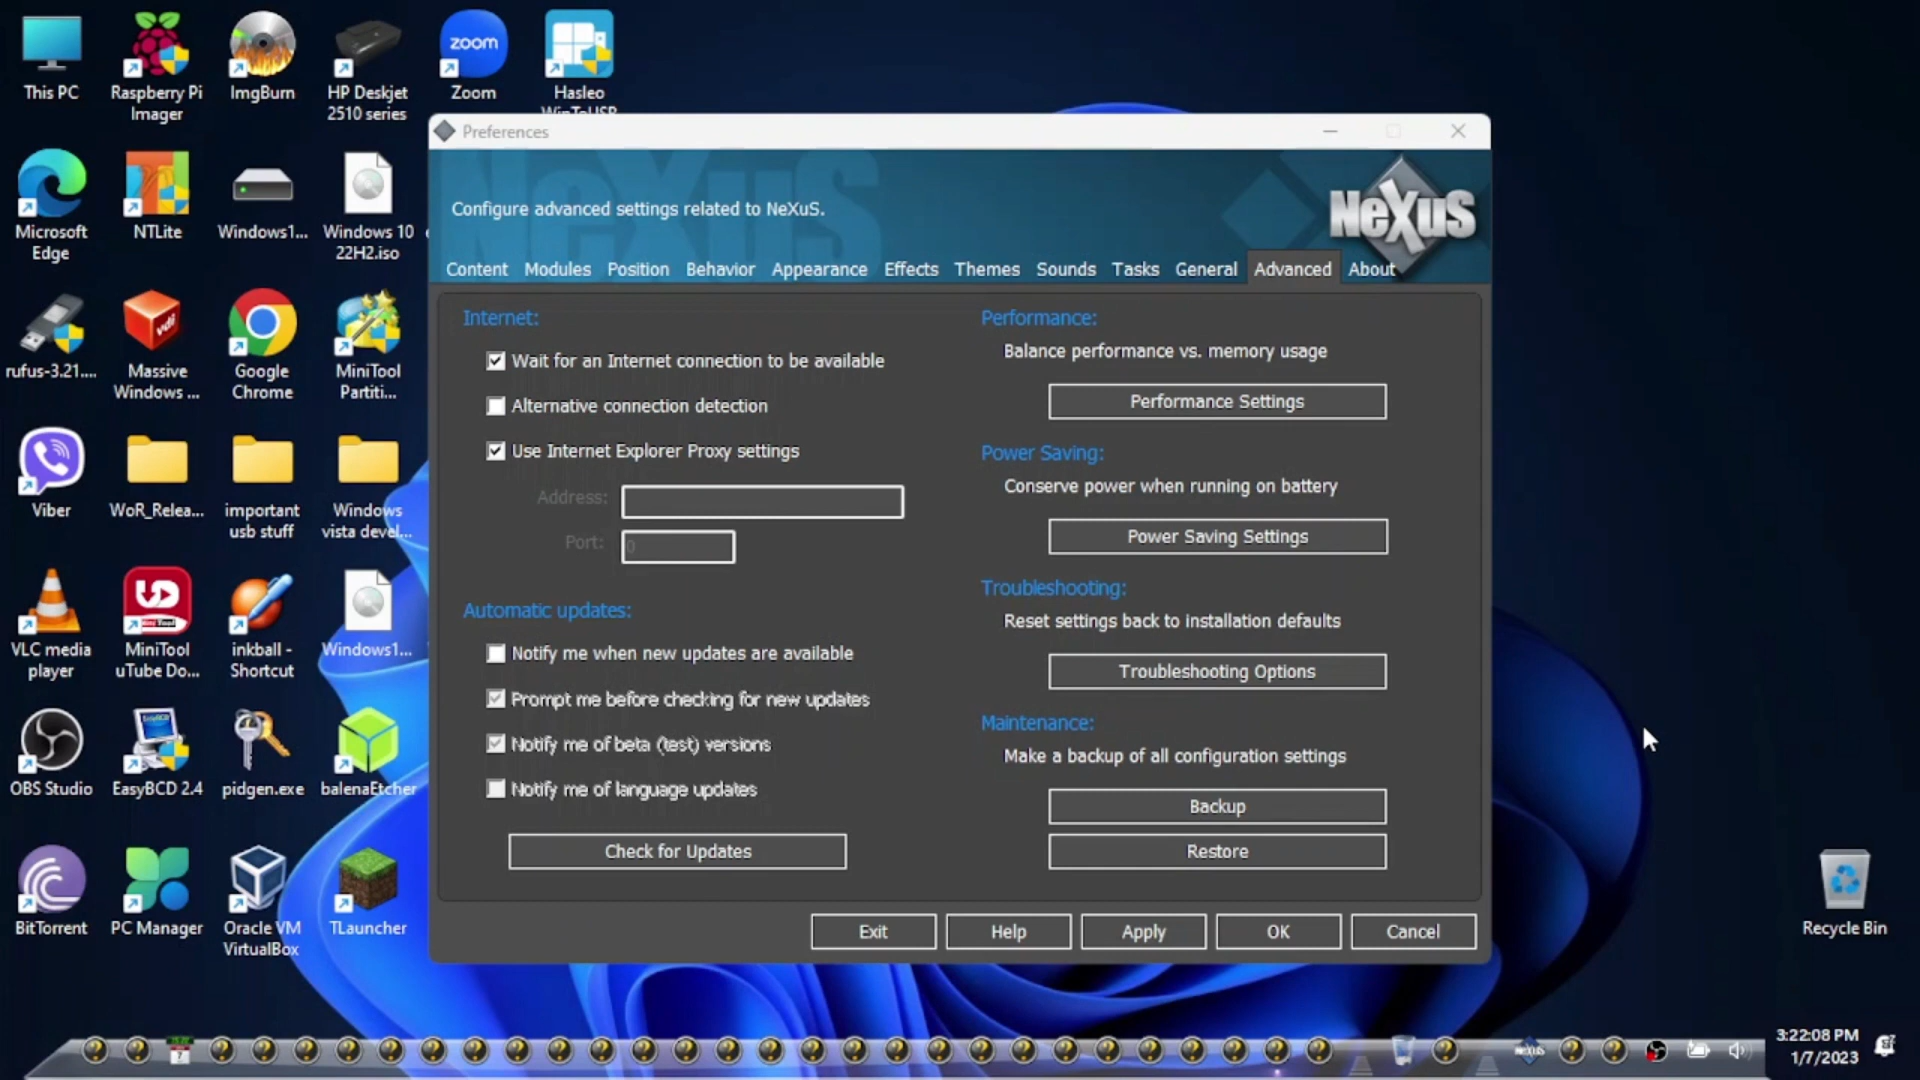 This PC
Raspberry Pi
Imager
ImgBurn
HP Deskjet
2510 series
zoom
Zoom
Hasleo
WinToUSB
Microsoft
Edge
NTLite
Windows1...
Windows 10
22H2.iso
rufus-3.21....
Massive
Windows ...
Google
Chrome
MiniTool
Partiti...
Viber
WoR_Relea...
important
usb stuff
Windows
vista devel...
VLC media
player
MiniTool
uTube Do...
inkball -
Shortcut
Windows1...
OBS Studio
EasyBCD 2.4
pidgen.exe
balenaEtcher
BitTorrent
PC Manager
Oracle VM
VirtualBox
TLauncher
Preferences
NeXuS
Configure advanced settings related to NeXuS.
NeXuS
Content Modules Position Behavior Appearance Effects Themes Sounds Tasks General Advanced About
Internet:
Wait for an Internet connection to be available
Alternative connection detection
Use Internet Explorer Proxy settings
Address:
Port: 0
Automatic updates:
Notify me when new updates are available
Prompt me before checking for new updates
Notify me of beta (test) versions
Notify me of language updates
Check for Updates
Performance:
Balance performance vs. memory usage
Performance Settings
Power Saving:
Conserve power when running on battery
Power Saving Settings
Troubleshooting:
Reset settings back to installation defaults
Troubleshooting Options
Maintenance:
Make a backup of all configuration settings
Backup
Restore
Exit Help Apply OK Cancel
Recycle Bin
7
3:22:08 PM
1/7/2023